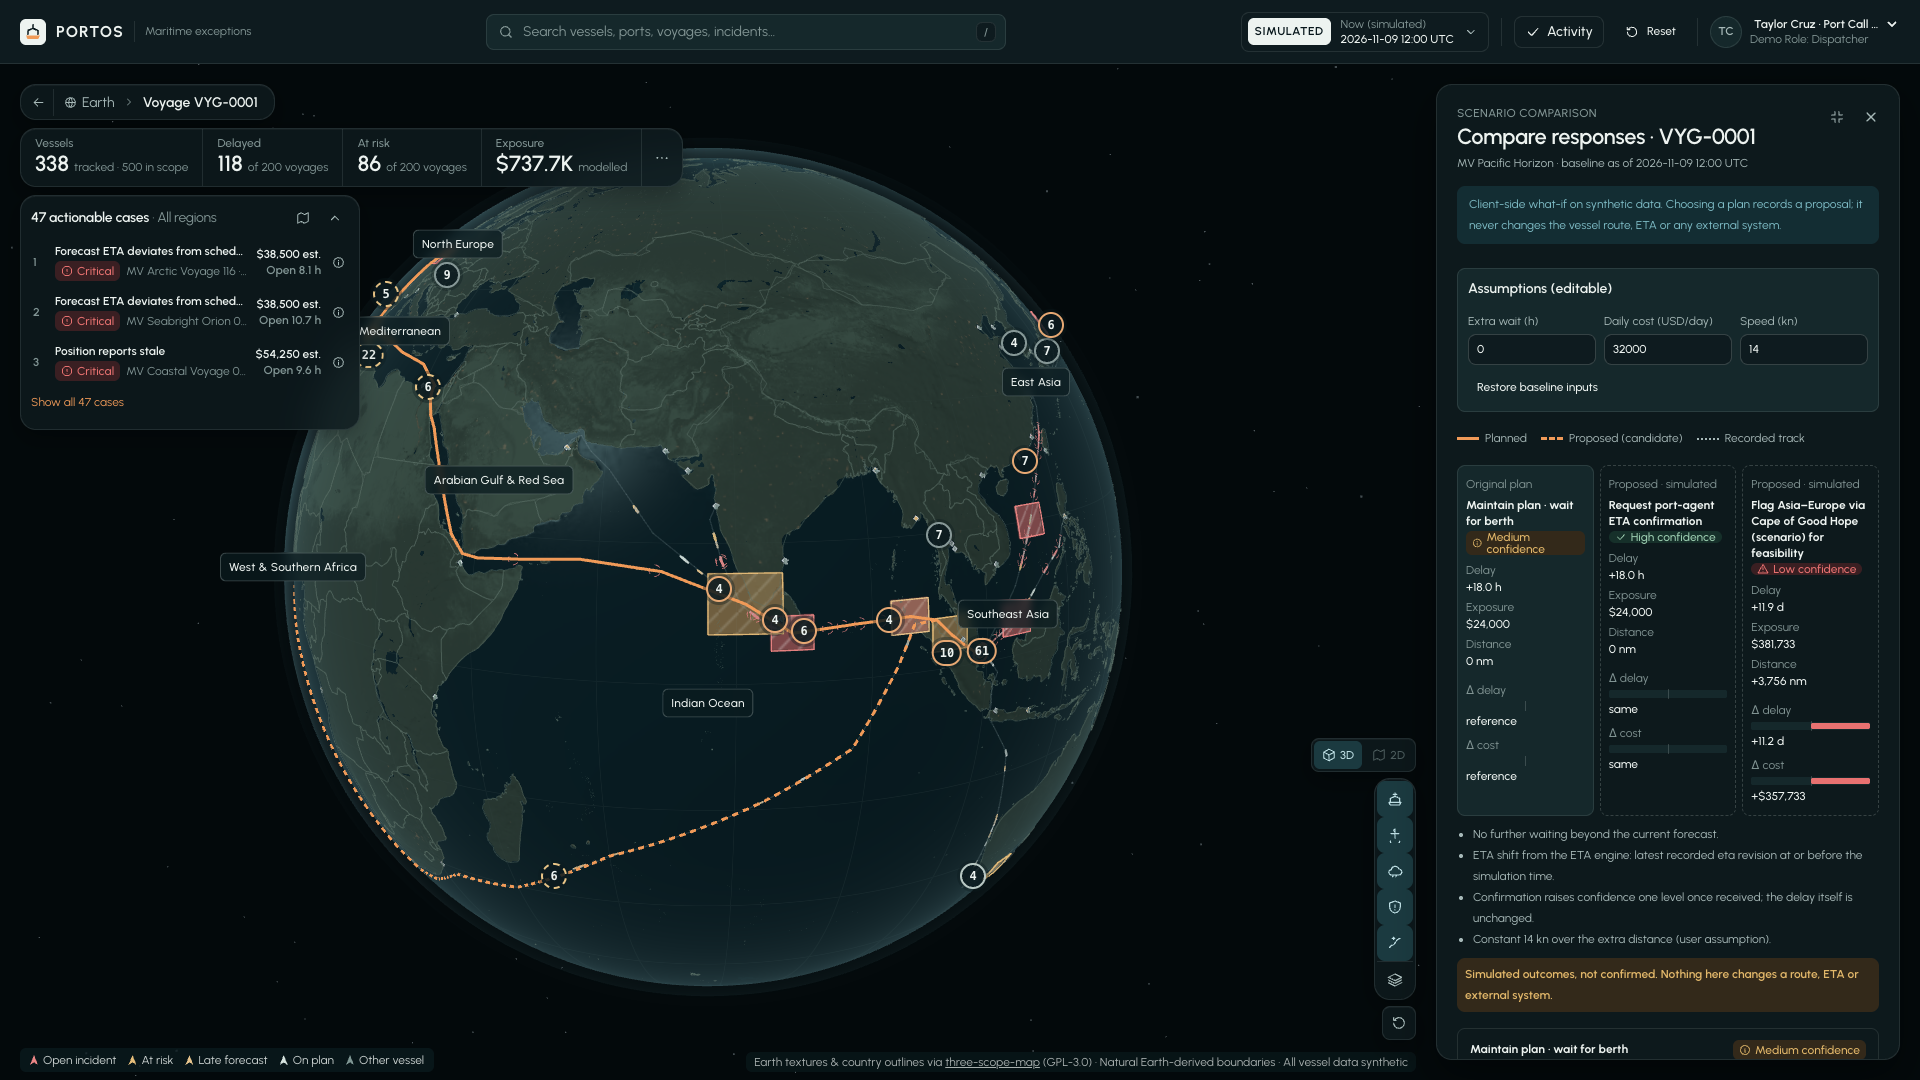 PORTOS
Maritime exceptions
Search vessels, ports, voyages, incidents...
/
SIMULATED
Now (simulated)
2026-11-09 12:00 UTC
Activity
Reset
TC
Taylor Cruz · Port Call ...
Demo Role: Dispatcher
Earth
Voyage VYG-0001
Vessels
338 tracked · 500 in scope
Delayed
118 of 200 voyages
At risk
86 of 200 voyages
Exposure
$737.7K modelled
47 actionable cases · All regions
1
Forecast ETA deviates from sched...
$38,500 est.
Critical
MV Arctic Voyage 116 ·...
Open 8.1 h
2
Forecast ETA deviates from sched...
$38,500 est.
Critical
MV Seabright Orion 0...
Open 10.7 h
3
Position reports stale
$54,250 est.
Critical
MV Coastal Voyage 0...
Open 9.6 h
Show all 47 cases
North Europe
9
5
Mediterranean
22
6
6
4
7
East Asia
7
Arabian Gulf & Red Sea
7
West & Southern Africa
4
4
6
4
Southeast Asia
10
61
Indian Ocean
6
4
3D
2D
Open incident
At risk
Late forecast
On plan
Other vessel
Earth textures & country outlines via three-scope-map (GPL-3.0) · Natural Earth-derived boundaries · All vessel data synthetic
SCENARIO COMPARISON
Compare responses · VYG-0001
MV Pacific Horizon · baseline as of 2026-11-09 12:00 UTC
Client-side what-if on synthetic data. Choosing a plan records a proposal; it
never changes the vessel route, ETA or any external system.
Assumptions (editable)
Extra wait (h)
Daily cost (USD/day)
Speed (kn)
0
32000
14
Restore baseline inputs
Planned
Proposed (candidate)
Recorded track
Original plan
Maintain plan · wait
for berth
Medium
confidence
Delay
+18.0 h
Exposure
$24,000
Distance
0 nm
Δ delay
reference
Δ cost
reference
Proposed · simulated
Request port-agent
ETA confirmation
High confidence
Delay
+18.0 h
Exposure
$24,000
Distance
0 nm
Δ delay
same
Δ cost
same
Proposed · simulated
Flag Asia–Europe via
Cape of Good Hope
(scenario) for
feasibility
Low confidence
Delay
+11.9 d
Exposure
$381,733
Distance
+3,756 nm
Δ delay
+11.2 d
Δ cost
+$357,733
No further waiting beyond the current forecast.
ETA shift from the ETA engine: latest recorded eta revision at or before the
simulation time.
Confirmation raises confidence one level once received; the delay itself is
unchanged.
Constant 14 kn over the extra distance (user assumption).
Simulated outcomes, not confirmed. Nothing here changes a route, ETA or
external system.
Maintain plan · wait for berth
Medium confidence